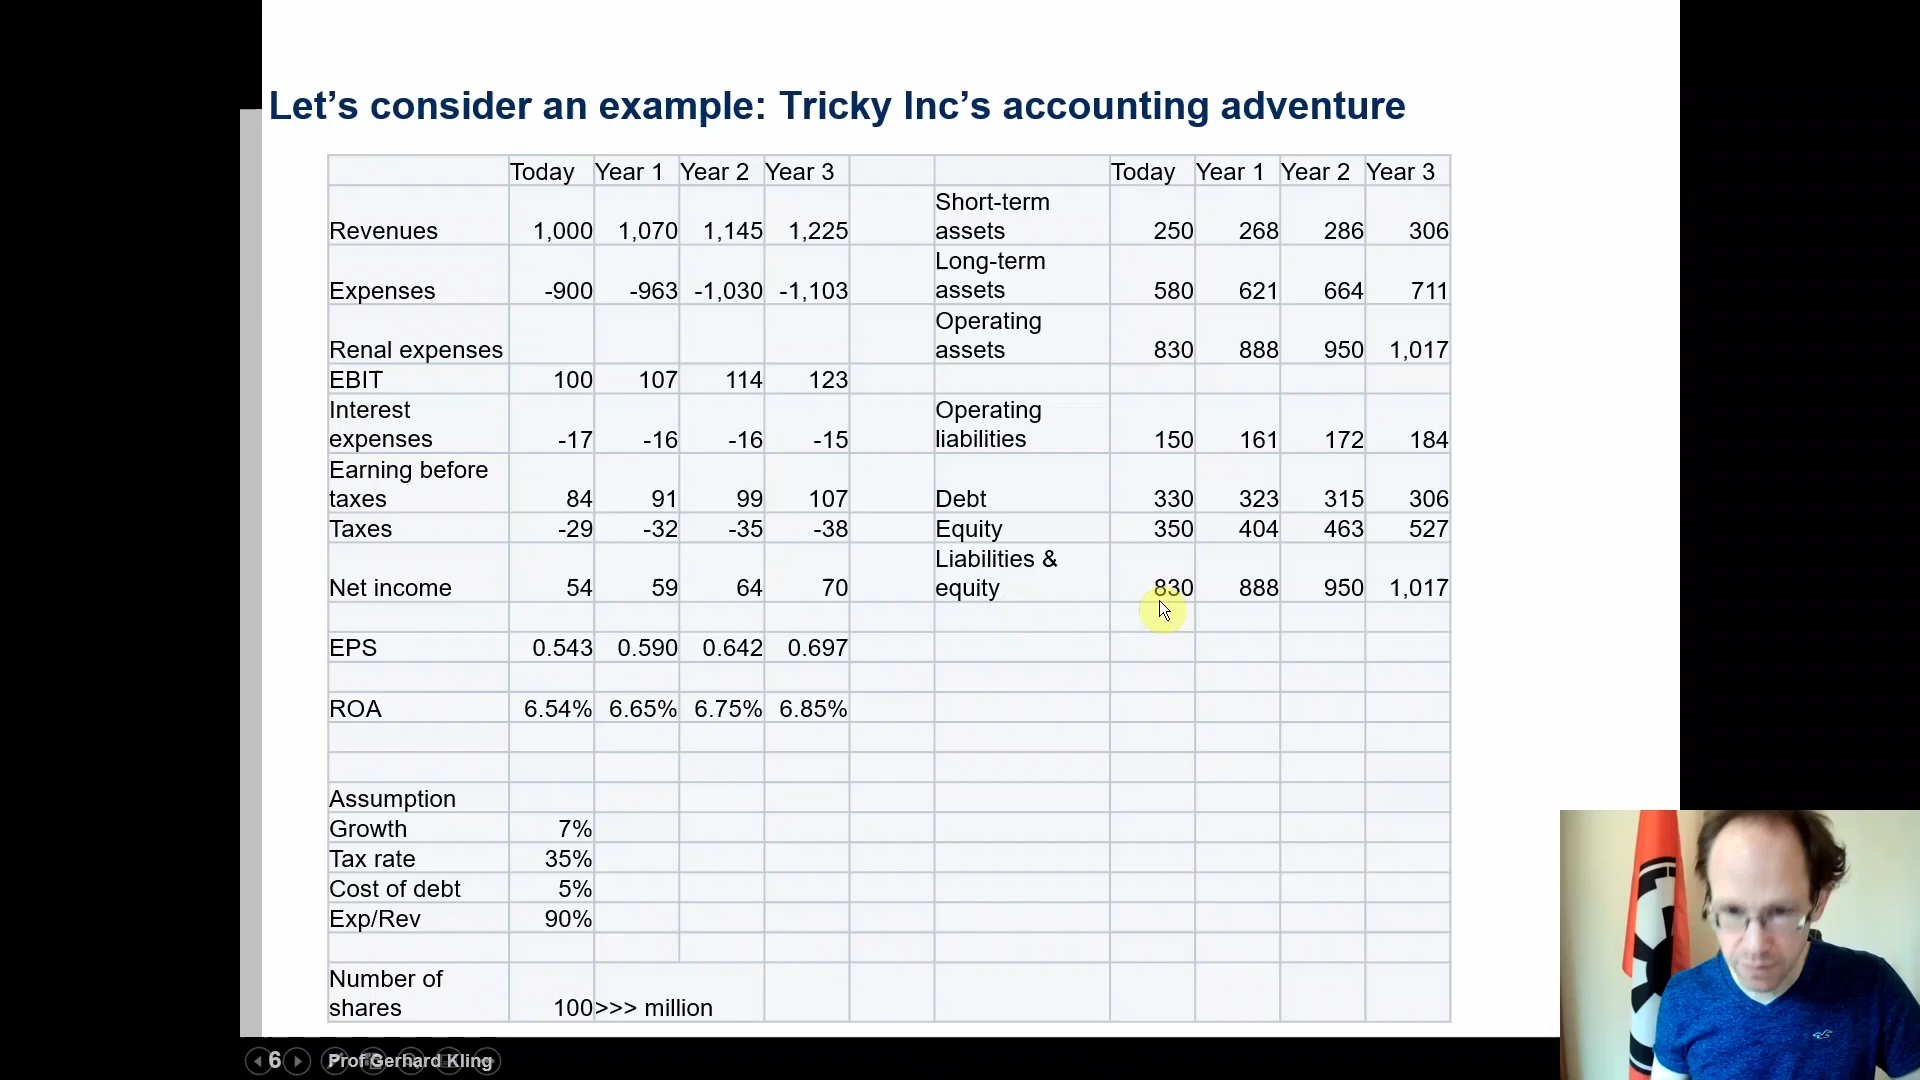 Let's consider an example: Tricky Inc's accounting adventure
Today Year 1 Year 2 Year 3 Today Year 1 Year 2 Year 3
Revenues 1,000 1,070 1,145 1,225 Short-term assets 250 268 286 306
Expenses -900 -963 -1,030 -1,103 Long-term assets 580 621 664 711
Renal expenses Operating assets 830 888 950 1,017
EBIT 100 107 114 123
Interest expenses -17 -16 -16 -15 Operating liabilities 150 161 172 184
Earning before taxes 84 91 99 107 Debt 330 323 315 306
Taxes -29 -32 -35 -38 Equity 350 404 463 527
Net income 54 59 64 70 Liabilities & equity 830 888 950 1,017
EPS 0.543 0.590 0.642 0.697
ROA 6.54% 6.65% 6.75% 6.85%
Assumption
Growth 7%
Tax rate 35%
Cost of debt 5%
Exp/Rev 90%
Number of shares 100 >>> million
6 Prof Gerhard Kling